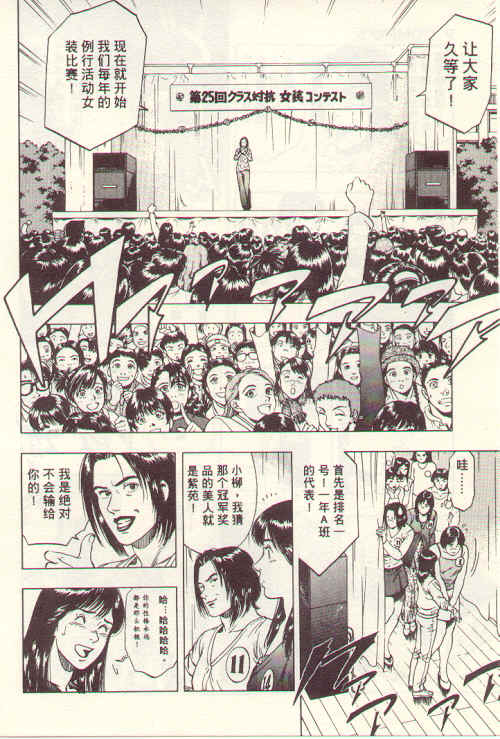 让大家
久等了！
现在就开始
我们每年的
例行活动女
装比赛！
第25回クラス対抗 女装コンテスト
哇……
首先是排名一
号！一年A班
的代表！
小柳，我猜
那个冠军奖
品的美人就
是紫苑！
11
我是绝对
不会输给
你的！
哈…哈哈哈哈。
你的性格永远
都是那么积极！